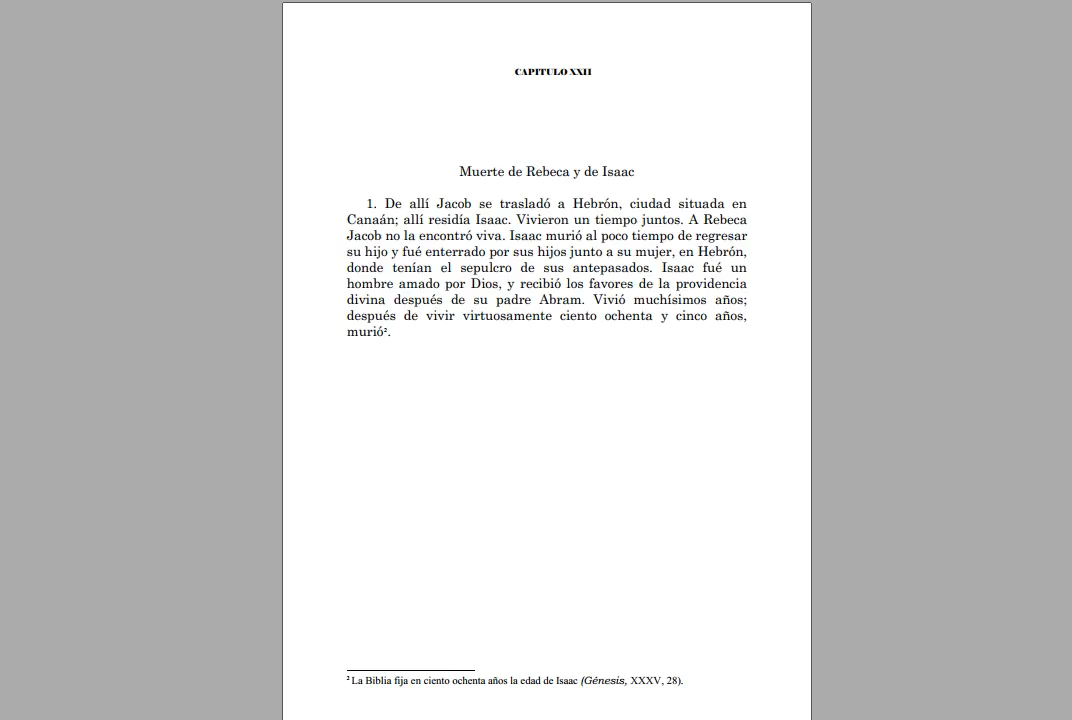 CAPITULO XXII
Muerte de Rebeca y de Isaac
1. De allí Jacob se trasladó a Hebrón, ciudad situada en
Canaán; allí residía Isaac. Vivieron un tiempo juntos. A Rebeca
Jacob no la encontró viva. Isaac murió al poco tiempo de regresar
su hijo y fué enterrado por sus hijos junto a su mujer, en Hebrón,
donde tenían el sepulcro de sus antepasados. Isaac fué un
hombre amado por Dios, y recibió los favores de la providencia
divina después de su padre Abram. Vivió muchísimos años;
después de vivir virtuosamente ciento ochenta y cinco años,
murió².
² La Biblia fija en ciento ochenta años la edad de Isaac (Génesis, XXXV, 28).